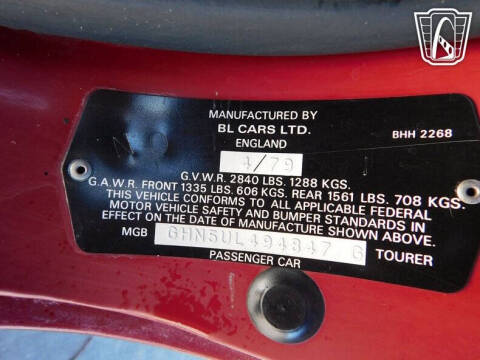 MANUFACTURED BY
BL CARS LTD.
BHH 2268
ENGLAND
4/79
G.V.W.R. 2840 LBS. 1288 KGS.
G.A.W.R. FRONT 1335 LBS. 606 KGS. REAR 1561 LBS. 708 KGS.
THIS VEHICLE CONFORMS TO ALL APPLICABLE FEDERAL
MOTOR VEHICLE SAFETY AND BUMPER STANDARDS IN
EFFECT ON THE DATE OF MANUFACTURE SHOWN ABOVE.
MGB GHN5UL494847 G TOURER
PASSENGER CAR